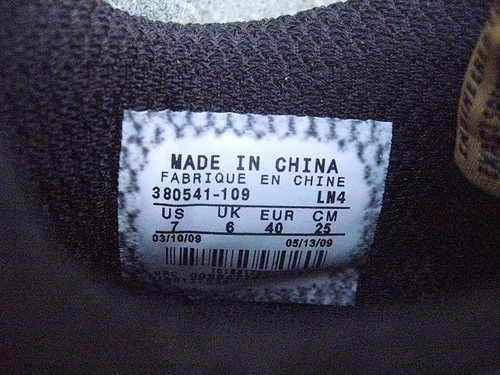 MADE IN CHINA
FABRIQUE EN CHINE
380541-109 LN4
US UK EUR CM
7 6 40 25
03/10/09 05/13/09